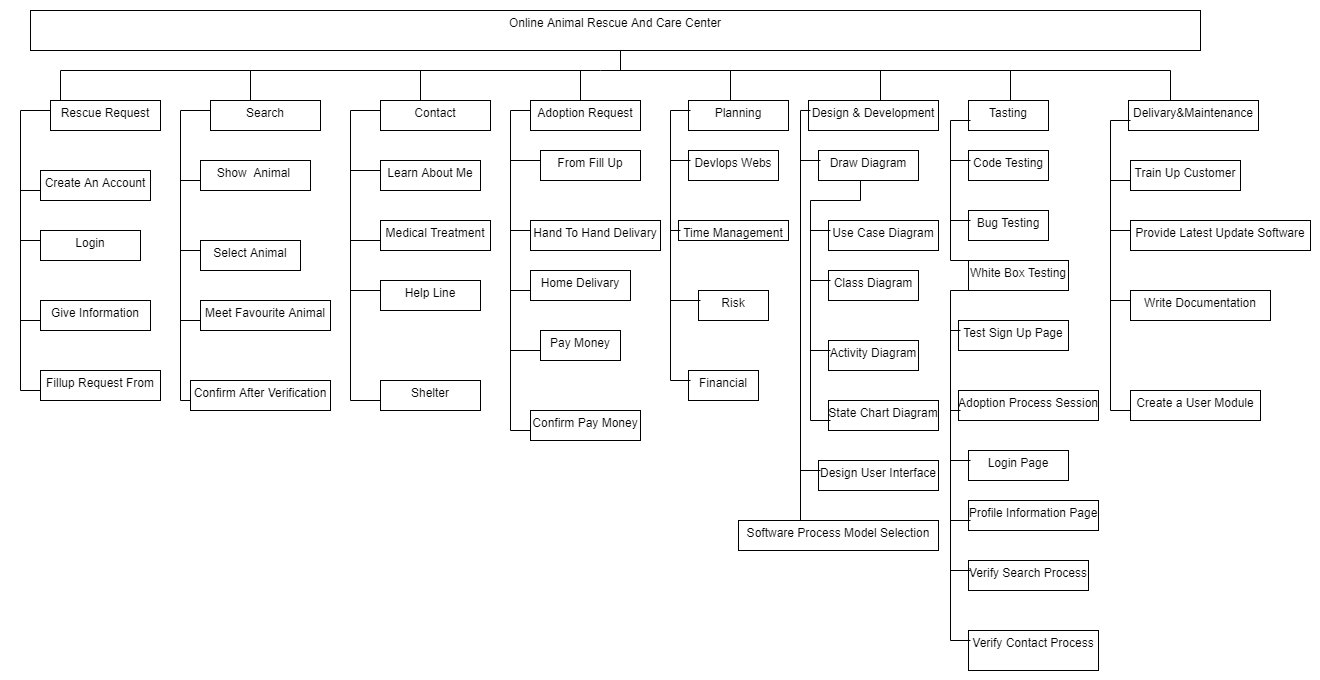 Online Animal Rescue And Care Center
Rescue Request
Create An Account
Login
Give Information
Fillup Request From
Search
Show  Animal
Select Animal
Meet Favourite Animal
Confirm After Verification
Contact
Learn About Me
Medical Treatment
Help Line
Shelter
Adoption Request
From Fill Up
Hand To Hand Delivary
Home Delivary
Pay Money
Confirm Pay Money
Planning
Devlops Webs
Time Management
Risk
Financial
Design & Development
Draw Diagram
Use Case Diagram
Class Diagram
Activity Diagram
State Chart Diagram
Design User Interface
Software Process Model Selection
Tasting
Code Testing
Bug Testing
White Box Testing
Test Sign Up Page
Adoption Process Session
Login Page
Profile Information Page
Verify Search Process
Verify Contact Process
Delivary&Maintenance
Train Up Customer
Provide Latest Update Software
Write Documentation
Create a User Module